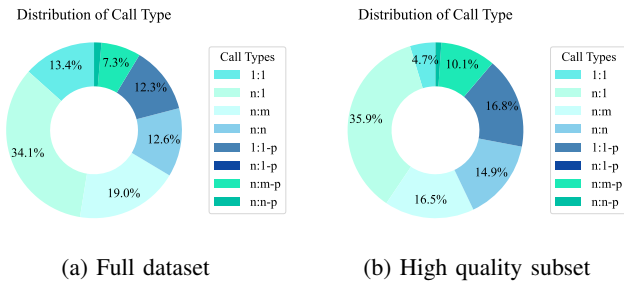 Distribution of Call Type
13.4%
7.3%
12.3%
12.6%
19.0%
34.1%
Call Types
1:1
n:1
n:m
n:n
1:1-p
n:1-p
n:m-p
n:n-p
(a) Full dataset
Distribution of Call Type
4.7%
10.1%
16.8%
14.9%
16.5%
35.9%
Call Types
1:1
n:1
n:m
n:n
1:1-p
n:1-p
n:m-p
n:n-p
(b) High quality subset